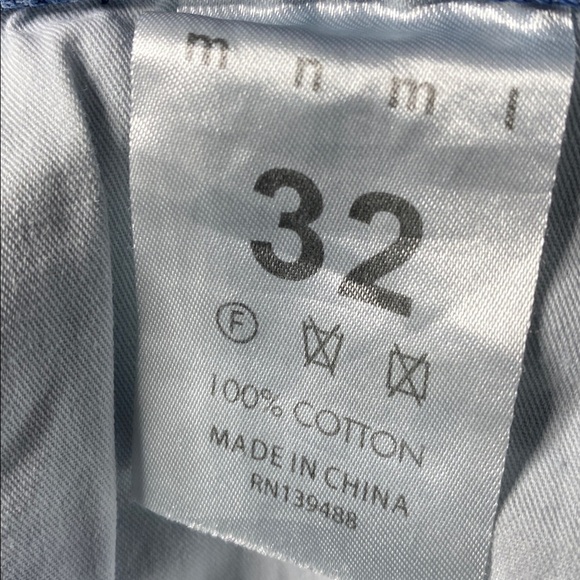 m n m l
32
F
100% COTTON
MADE IN CHINA
RN139488